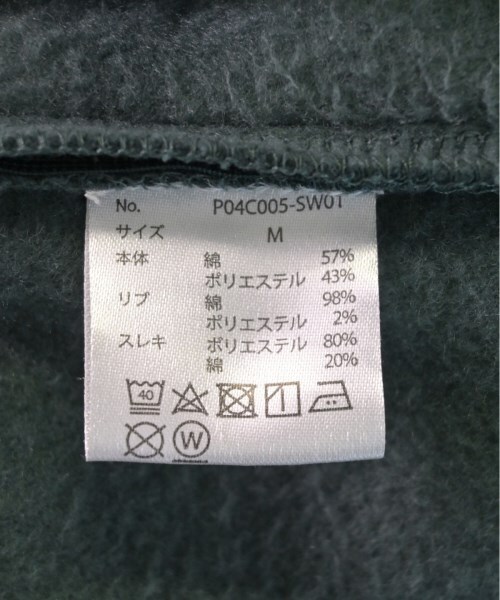 No. P04C005-SW01
サイズ M
本体 綿 57%
ポリエステル 43%
リブ 綿 98%
ポリエステル 2%
スレキ ポリエステル 80%
綿 20%
40
W